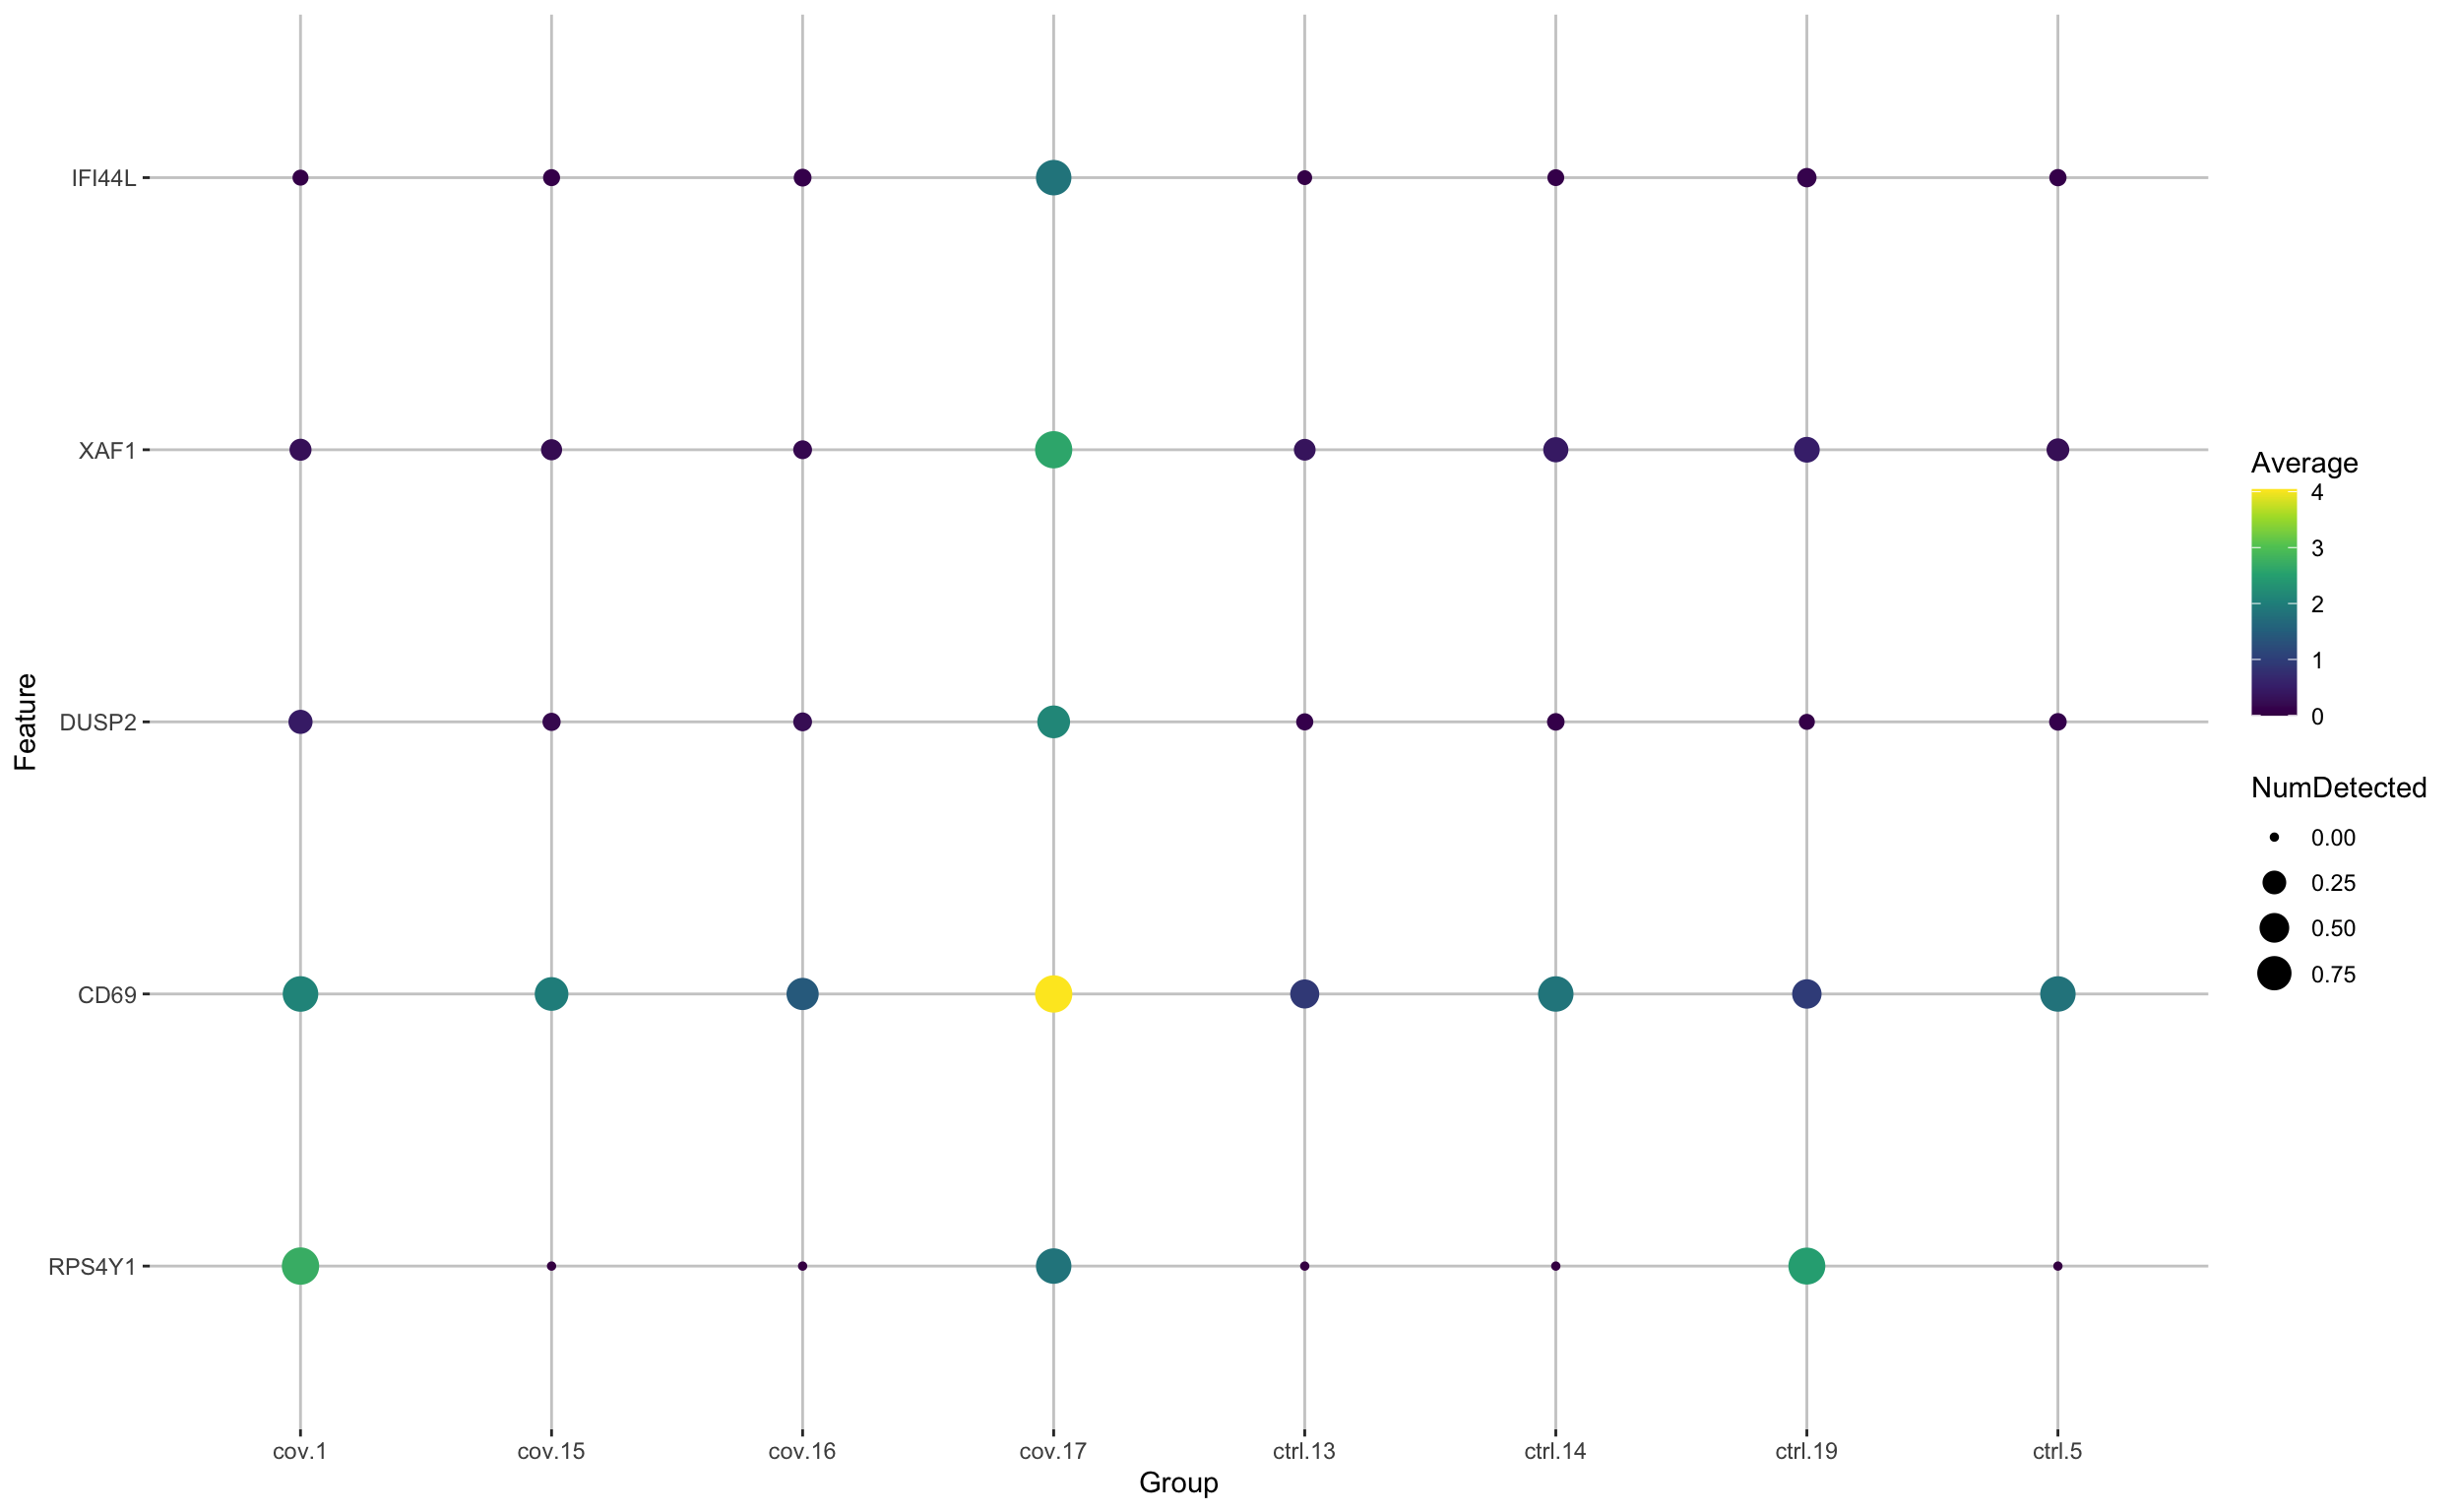 IFI44L
XAF1
DUSP2
CD69
RPS4Y1
Feature
cov.1 cov.15 cov.16 cov.17 ctrl.13 ctrl.14 ctrl.19 ctrl.5
Group
Average
4
3
2
1
0
NumDetected
0.00
0.25
0.50
0.75